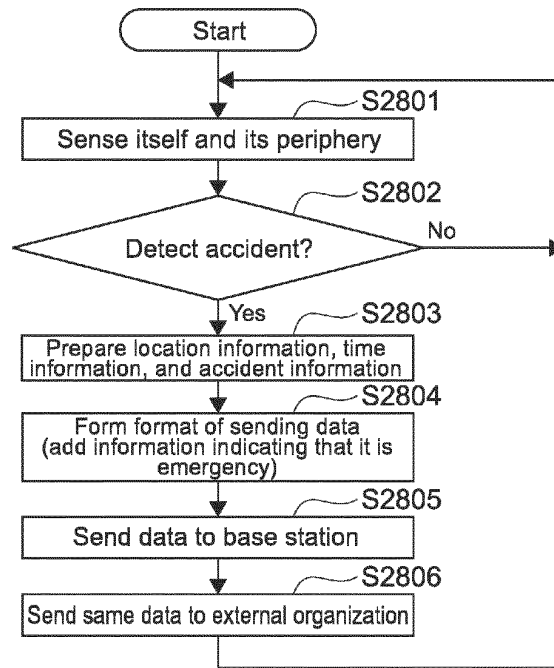 Start
S2801
Sense itself and its periphery
S2802
Detect accident?
No
Yes
S2803
Prepare location information, time
information, and accident information
S2804
Form format of sending data
(add information indicating that it is
emergency)
S2805
Send data to base station
S2806
Send same data to external organization